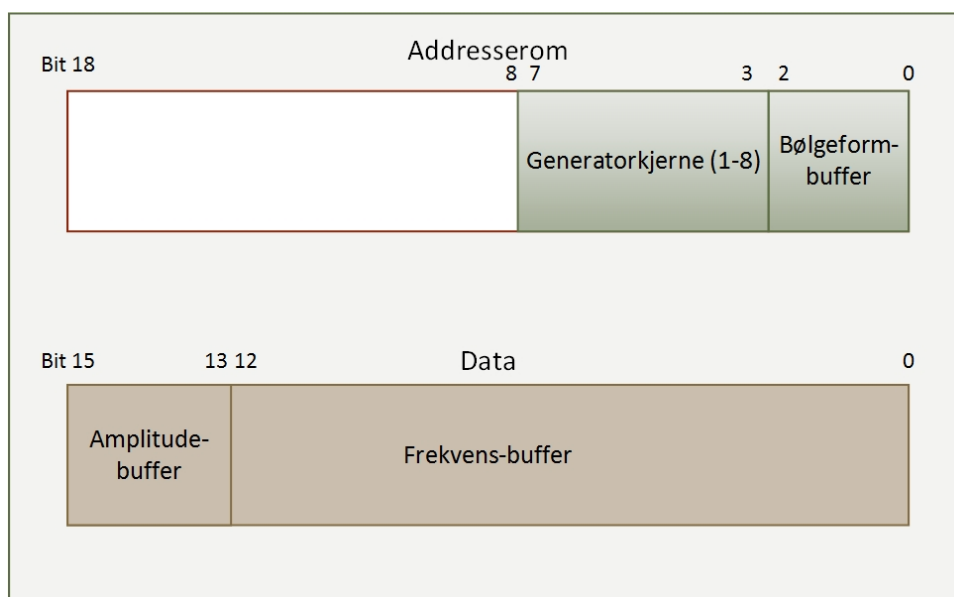 Addresserom
Bit 18
8 7
3 2
0
Generatorkjerne (1-8)
Bølgeform-
buffer
Data
Bit 15
13 12
0
Amplitude-
buffer
Frekvens-buffer